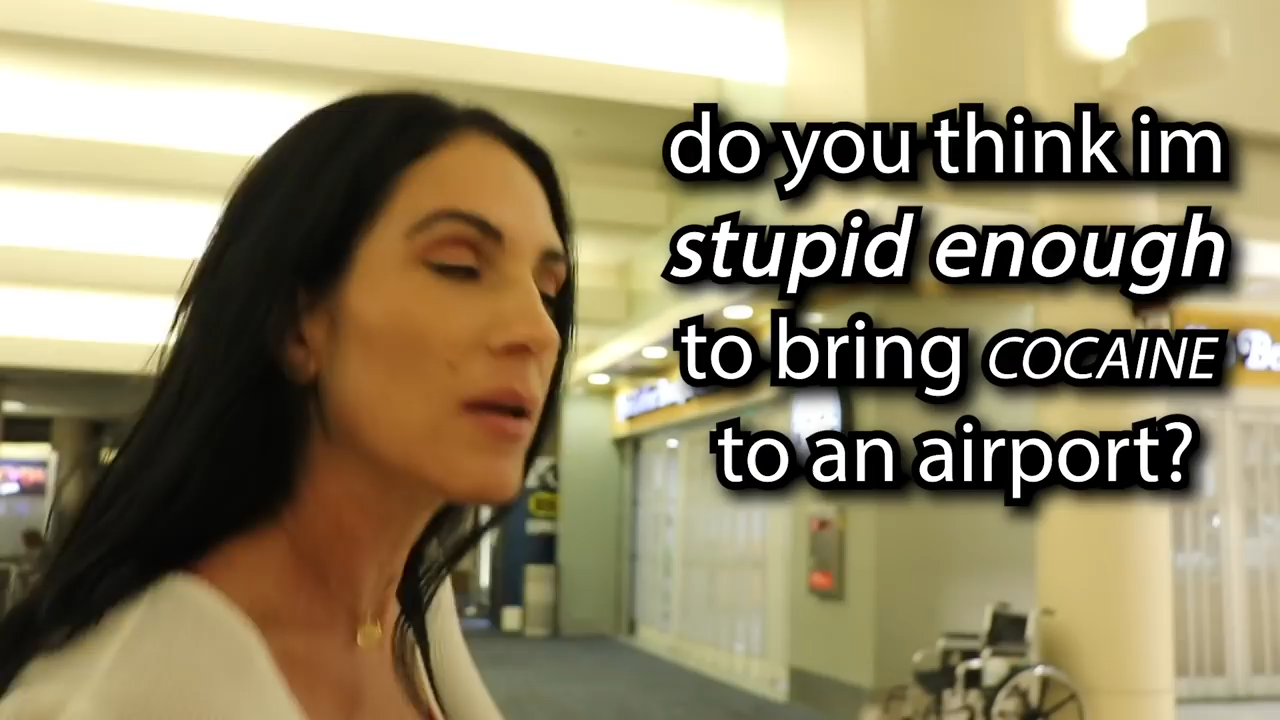 do you think im
stupid enough
to bring COCAINE
to an airport?